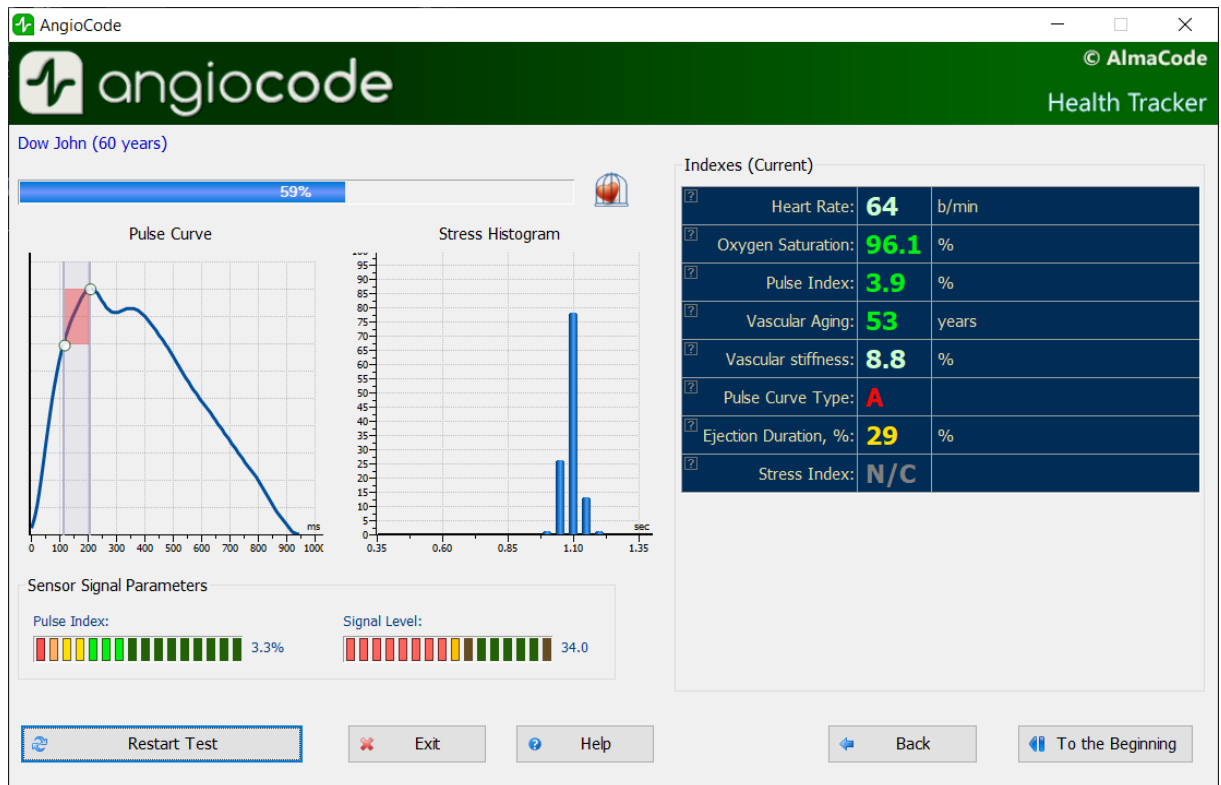 AngioCode
angiocode
© AlmaCode
Health Tracker
Dow John (60 years)
59%
Pulse Curve
ms
0 100 200 300 400 500 600 700 800 900
Stress Histogram
95
90
85
80
75
70
65
60
55
50
45
40
35
30
25
20
15
10
5
0
sec
0.35 0.60 0.85 1.10 1.35
Sensor Signal Parameters
Pulse Index:
3.3%
Signal Level:
34.0
Indexes (Current)
? Heart Rate: 64 b/min
? Oxygen Saturation: 96.1 %
? Pulse Index: 3.9 %
? Vascular Aging: 53 years
? Vascular stiffness: 8.8 %
? Pulse Curve Type: A
? Ejection Duration, %: 29 %
? Stress Index: N/C
Restart Test
Exit
? Help
Back
To the Beginning